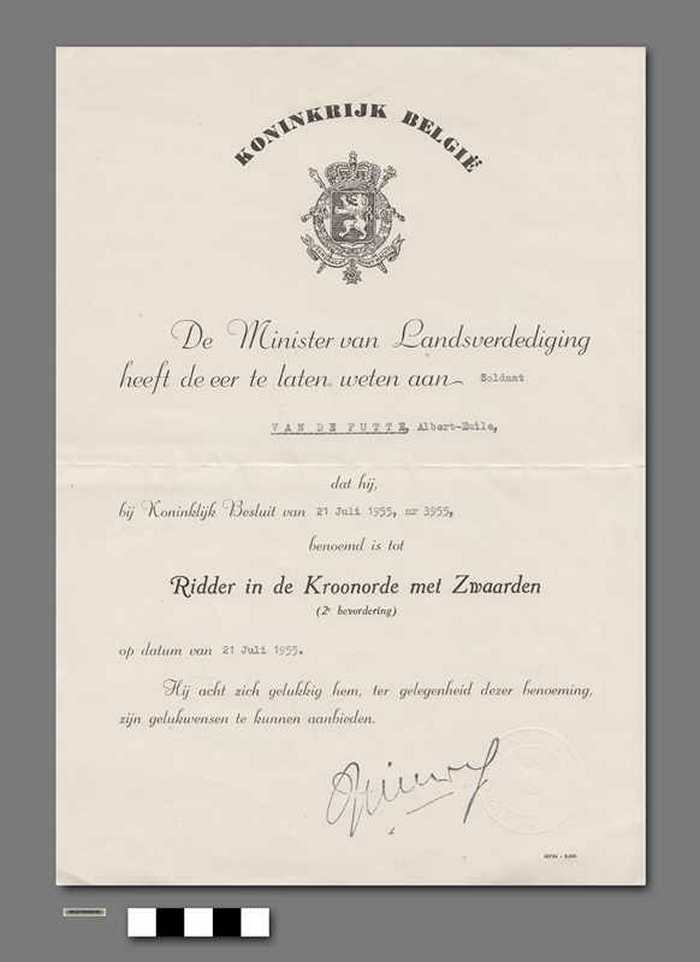 KONINKRIJK BELGIË
De Minister van Landsverdediging
heeft de eer te laten weten aan Soldaat
VAN DE PUTTE, Albert-Emile,
dat hij,
bij Koninklijk Besluit van 21 Juli 1955, nr 3955,
benoemd is tot
Ridder in de Kroonorde met Zwaarden
(2e bevordering)
op datum van 21 Juli 1955.
Hij acht zich gelukkig hem, ter gelegenheid dezer benoeming,
zijn gelukwensen te kunnen aanbieden.